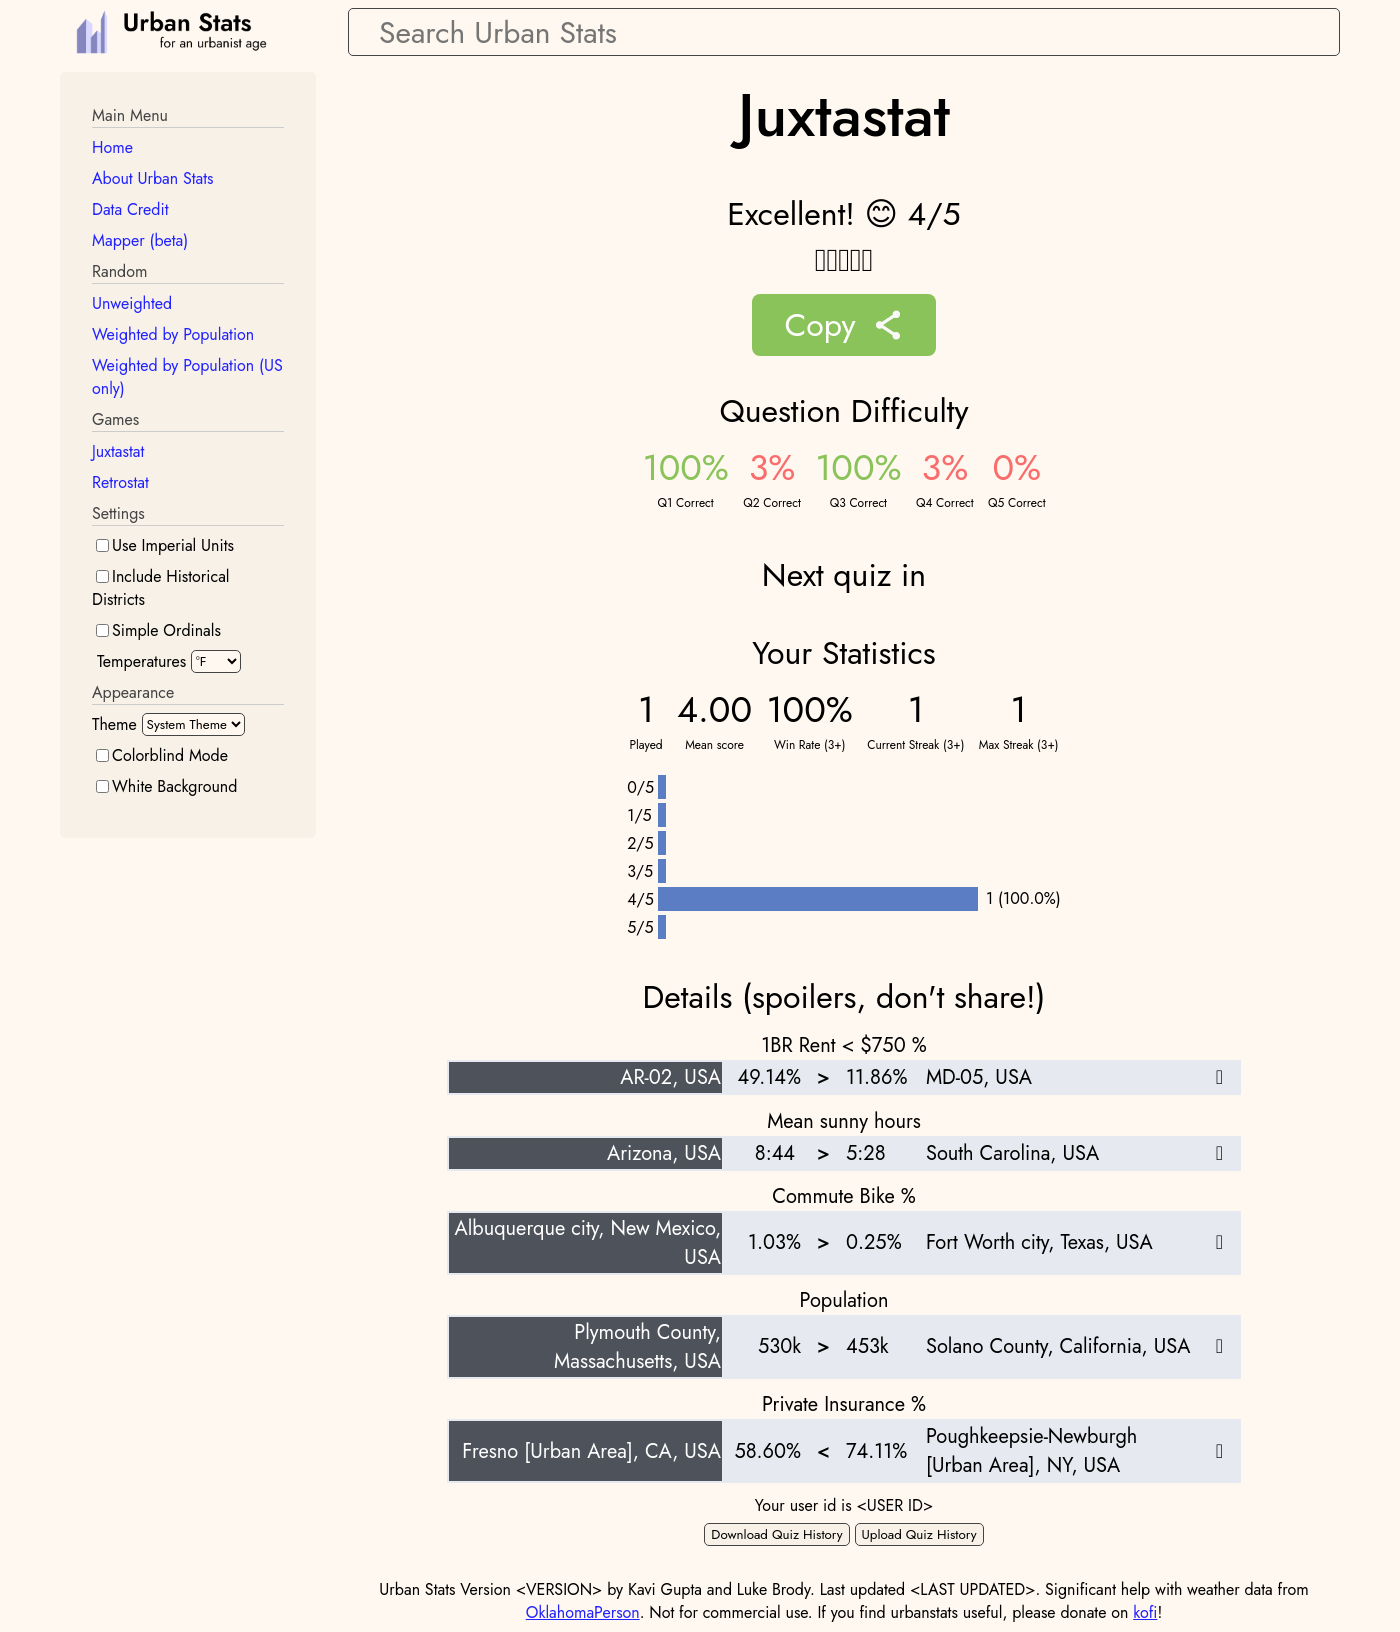 Urban Stats
for an urbanist age
Search Urban Stats
Main Menu
Home
About Urban Stats
Data Credit
Mapper (beta)
Random
Unweighted
Weighted by Population
Weighted by Population (US
only)
Games
Juxtastat
Retrostat
Settings
Use Imperial Units
Include Historical
Districts
Simple Ordinals
Temperatures °F
Appearance
Theme System Theme
Colorblind Mode
White Background
Juxtastat
Excellent! 😊 4/5
Copy
Question Difficulty
100% 3% 100% 3% 0%
Q1 Correct Q2 Correct Q3 Correct Q4 Correct Q5 Correct
Next quiz in
Your Statistics
1 4.00 100% 1 1
Played Mean score Win Rate (3+) Current Streak (3+) Max Streak (3+)
0/5
1/5
2/5
3/5
4/5 1 (100.0%)
5/5
Details (spoilers, don't share!)
1BR Rent < $750 %
AR-02, USA 49.14% > 11.86% MD-05, USA
Mean sunny hours
Arizona, USA 8:44 > 5:28 South Carolina, USA
Commute Bike %
Albuquerque city, New Mexico,
USA 1.03% > 0.25% Fort Worth city, Texas, USA
Population
Plymouth County,
Massachusetts, USA 530k > 453k Solano County, California, USA
Private Insurance %
Fresno [Urban Area], CA, USA 58.60% < 74.11% Poughkeepsie-Newburgh
[Urban Area], NY, USA
Your user id is <USER ID>
Download Quiz History Upload Quiz History
Urban Stats Version <VERSION> by Kavi Gupta and Luke Brody. Last updated <LAST UPDATED>. Significant help with weather data from
OklahomaPerson. Not for commercial use. If you find urbanstats useful, please donate on kofi!